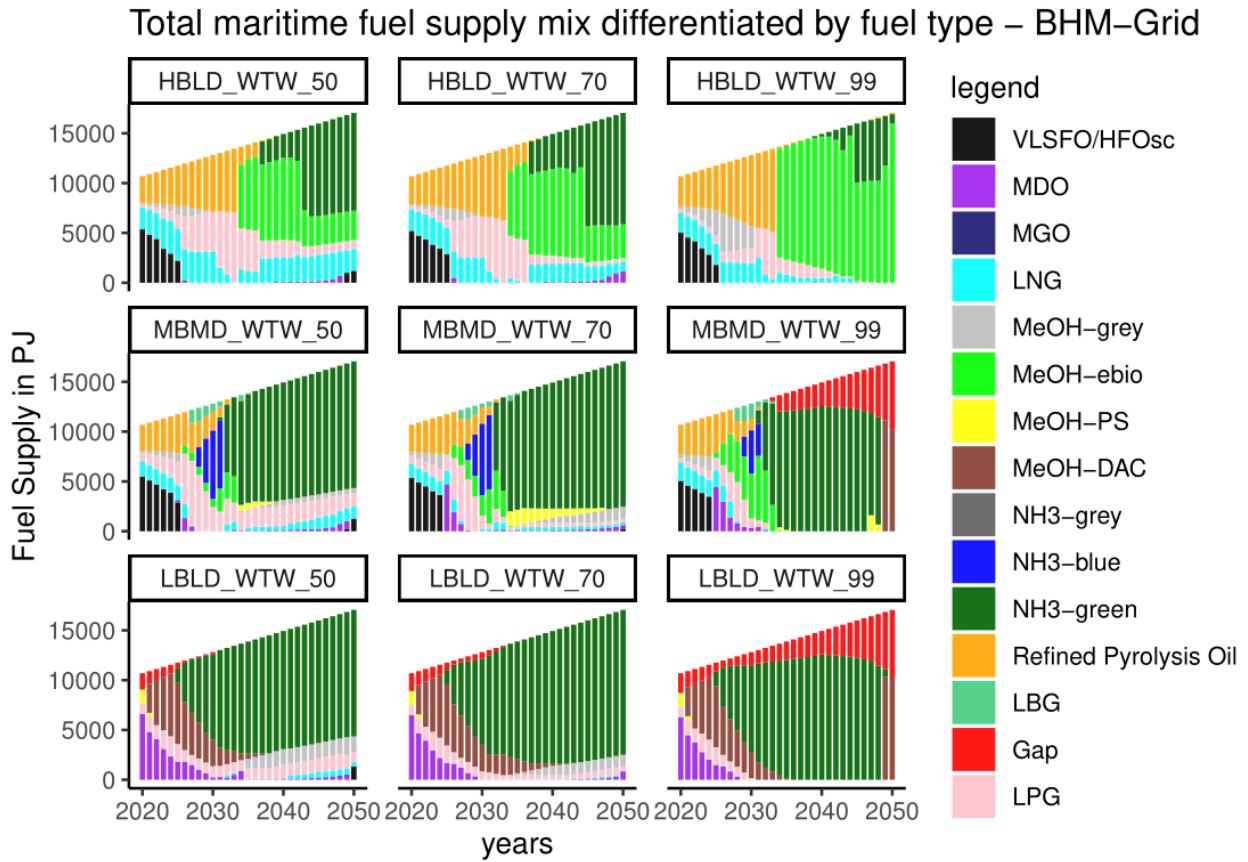 Total maritime fuel supply mix differentiated by fuel type – BHM–Grid
HBLD_WTW_50
HBLD_WTW_70
HBLD_WTW_99
15000
10000
5000
0
MBMD_WTW_50
MBMD_WTW_70
MBMD_WTW_99
15000
10000
5000
0
LBLD_WTW_50
LBLD_WTW_70
LBLD_WTW_99
15000
10000
5000
0
Fuel Supply in PJ
2020 2030 2040 2050
2020 2030 2040 2050
2020 2030 2040 2050
years
legend
VLSFO/HFOsc
MDO
MGO
LNG
MeOH–grey
MeOH–ebio
MeOH–PS
MeOH–DAC
NH3–grey
NH3–blue
NH3–green
Refined Pyrolysis Oil
LBG
Gap
LPG